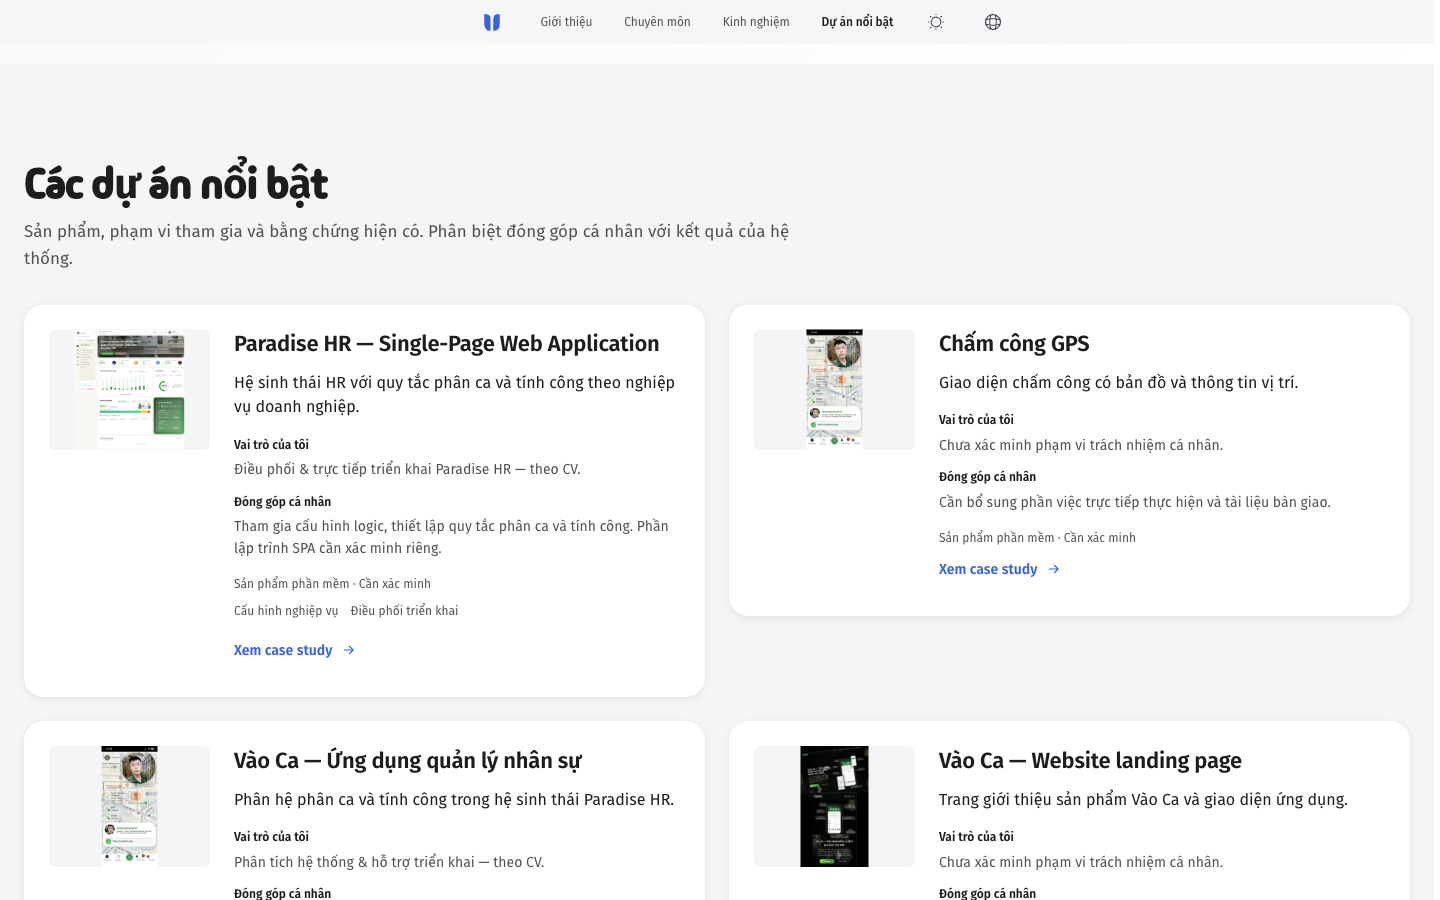 Giới thiệu
Chuyên môn
Kinh nghiệm
Dự án nổi bật
Các dự án nổi bật
Sản phẩm, phạm vi tham gia và bằng chứng hiện có. Phân biệt đóng góp cá nhân với kết quả của hệ
thống.
Paradise HR — Single-Page Web Application
Hệ sinh thái HR với quy tắc phân ca và tính công theo nghiệp
vụ doanh nghiệp.
Vai trò của tôi
Điều phối & trực tiếp triển khai Paradise HR — theo CV.
Đóng góp cá nhân
Tham gia cấu hình logic, thiết lập quy tắc phân ca và tính công. Phần
lập trình SPA cần xác minh riêng.
Sản phẩm phần mềm · Cần xác minh
Cấu hình nghiệp vụ Điều phối triển khai
Xem case study
Chấm công GPS
Giao diện chấm công có bản đồ và thông tin vị trí.
Vai trò của tôi
Chưa xác minh phạm vi trách nhiệm cá nhân.
Đóng góp cá nhân
Cần bổ sung phần việc trực tiếp thực hiện và tài liệu bàn giao.
Sản phẩm phần mềm · Cần xác minh
Xem case study
Vào Ca — Ứng dụng quản lý nhân sự
Phân hệ phân ca và tính công trong hệ sinh thái Paradise HR.
Vai trò của tôi
Phân tích hệ thống & hỗ trợ triển khai — theo CV.
Đóng góp cá nhân
Vào Ca — Website landing page
Trang giới thiệu sản phẩm Vào Ca và giao diện ứng dụng.
Vai trò của tôi
Chưa xác minh phạm vi trách nhiệm cá nhân.
Đóng góp cá nhân